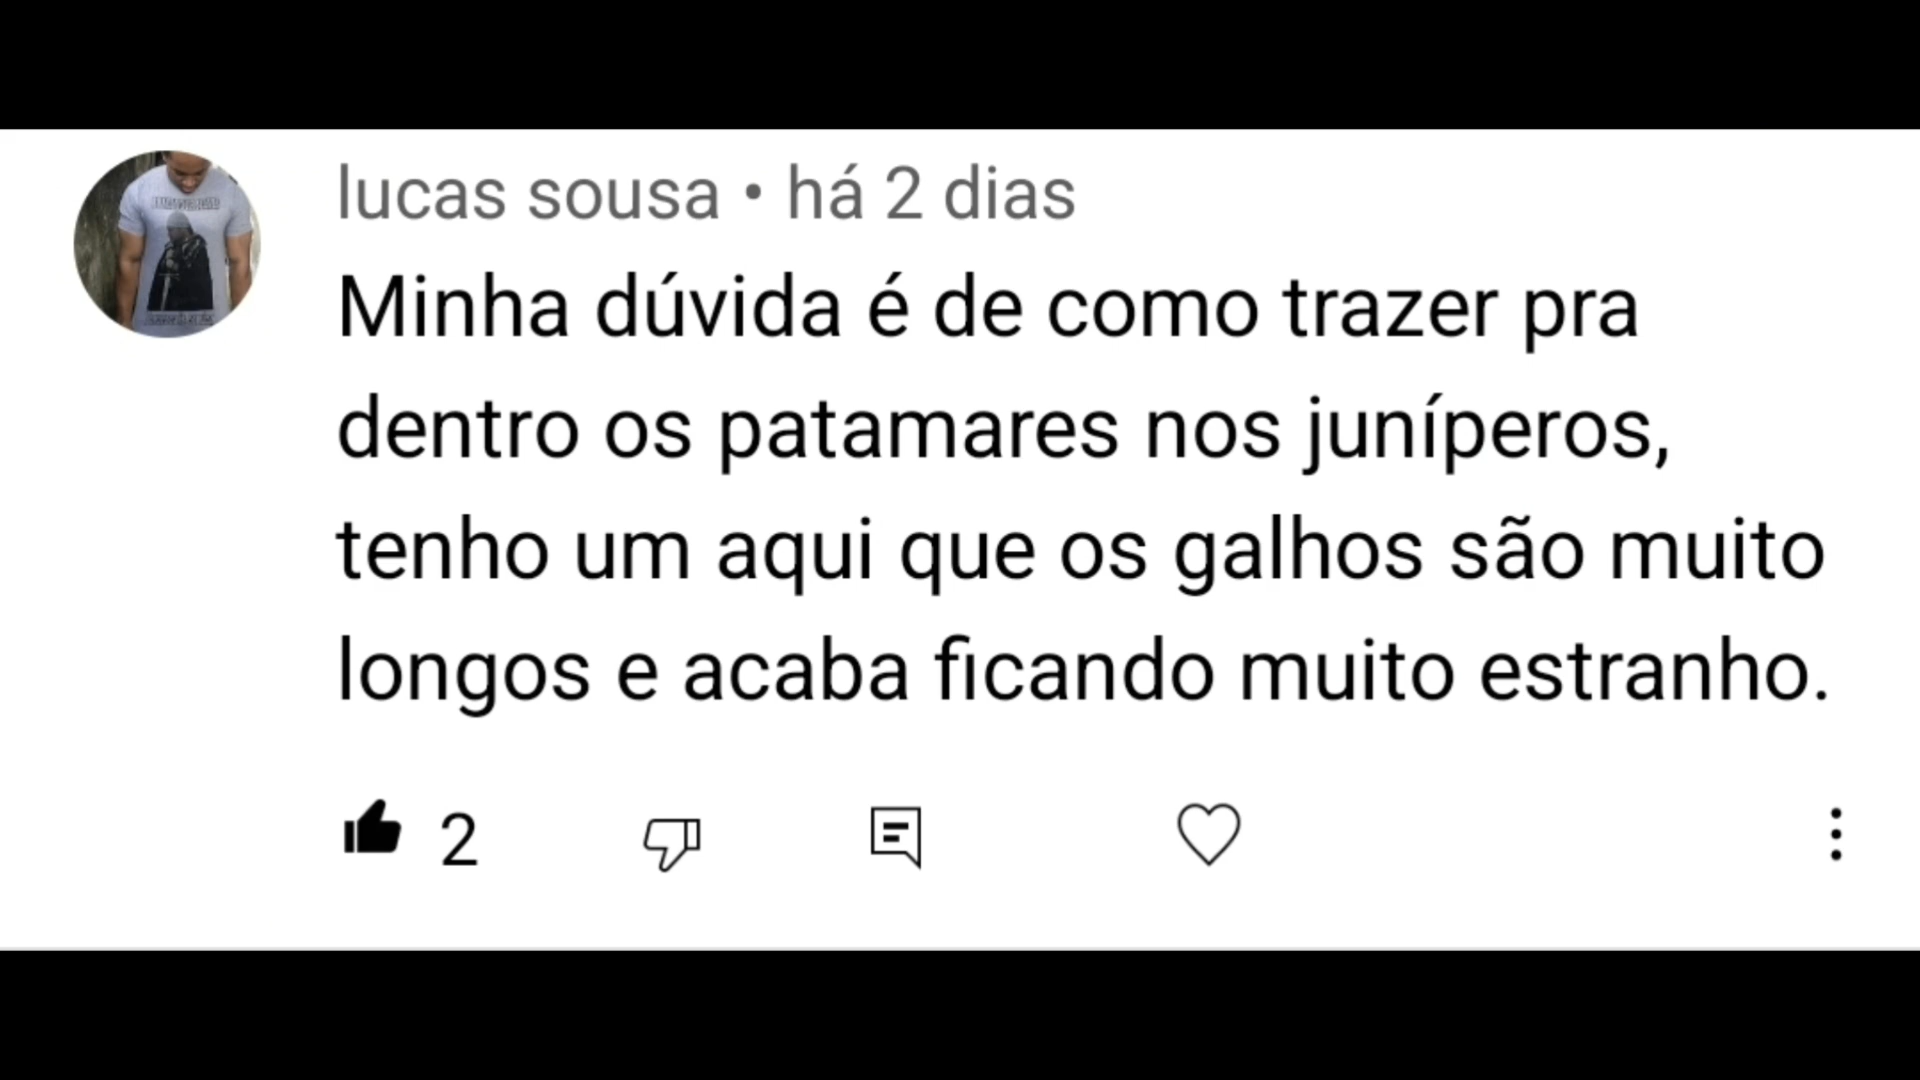 lucas sousa • há 2 dias
Minha dúvida é de como trazer pra
dentro os patamares nos juníperos,
tenho um aqui que os galhos são muito
longos e acaba ficando muito estranho.
2